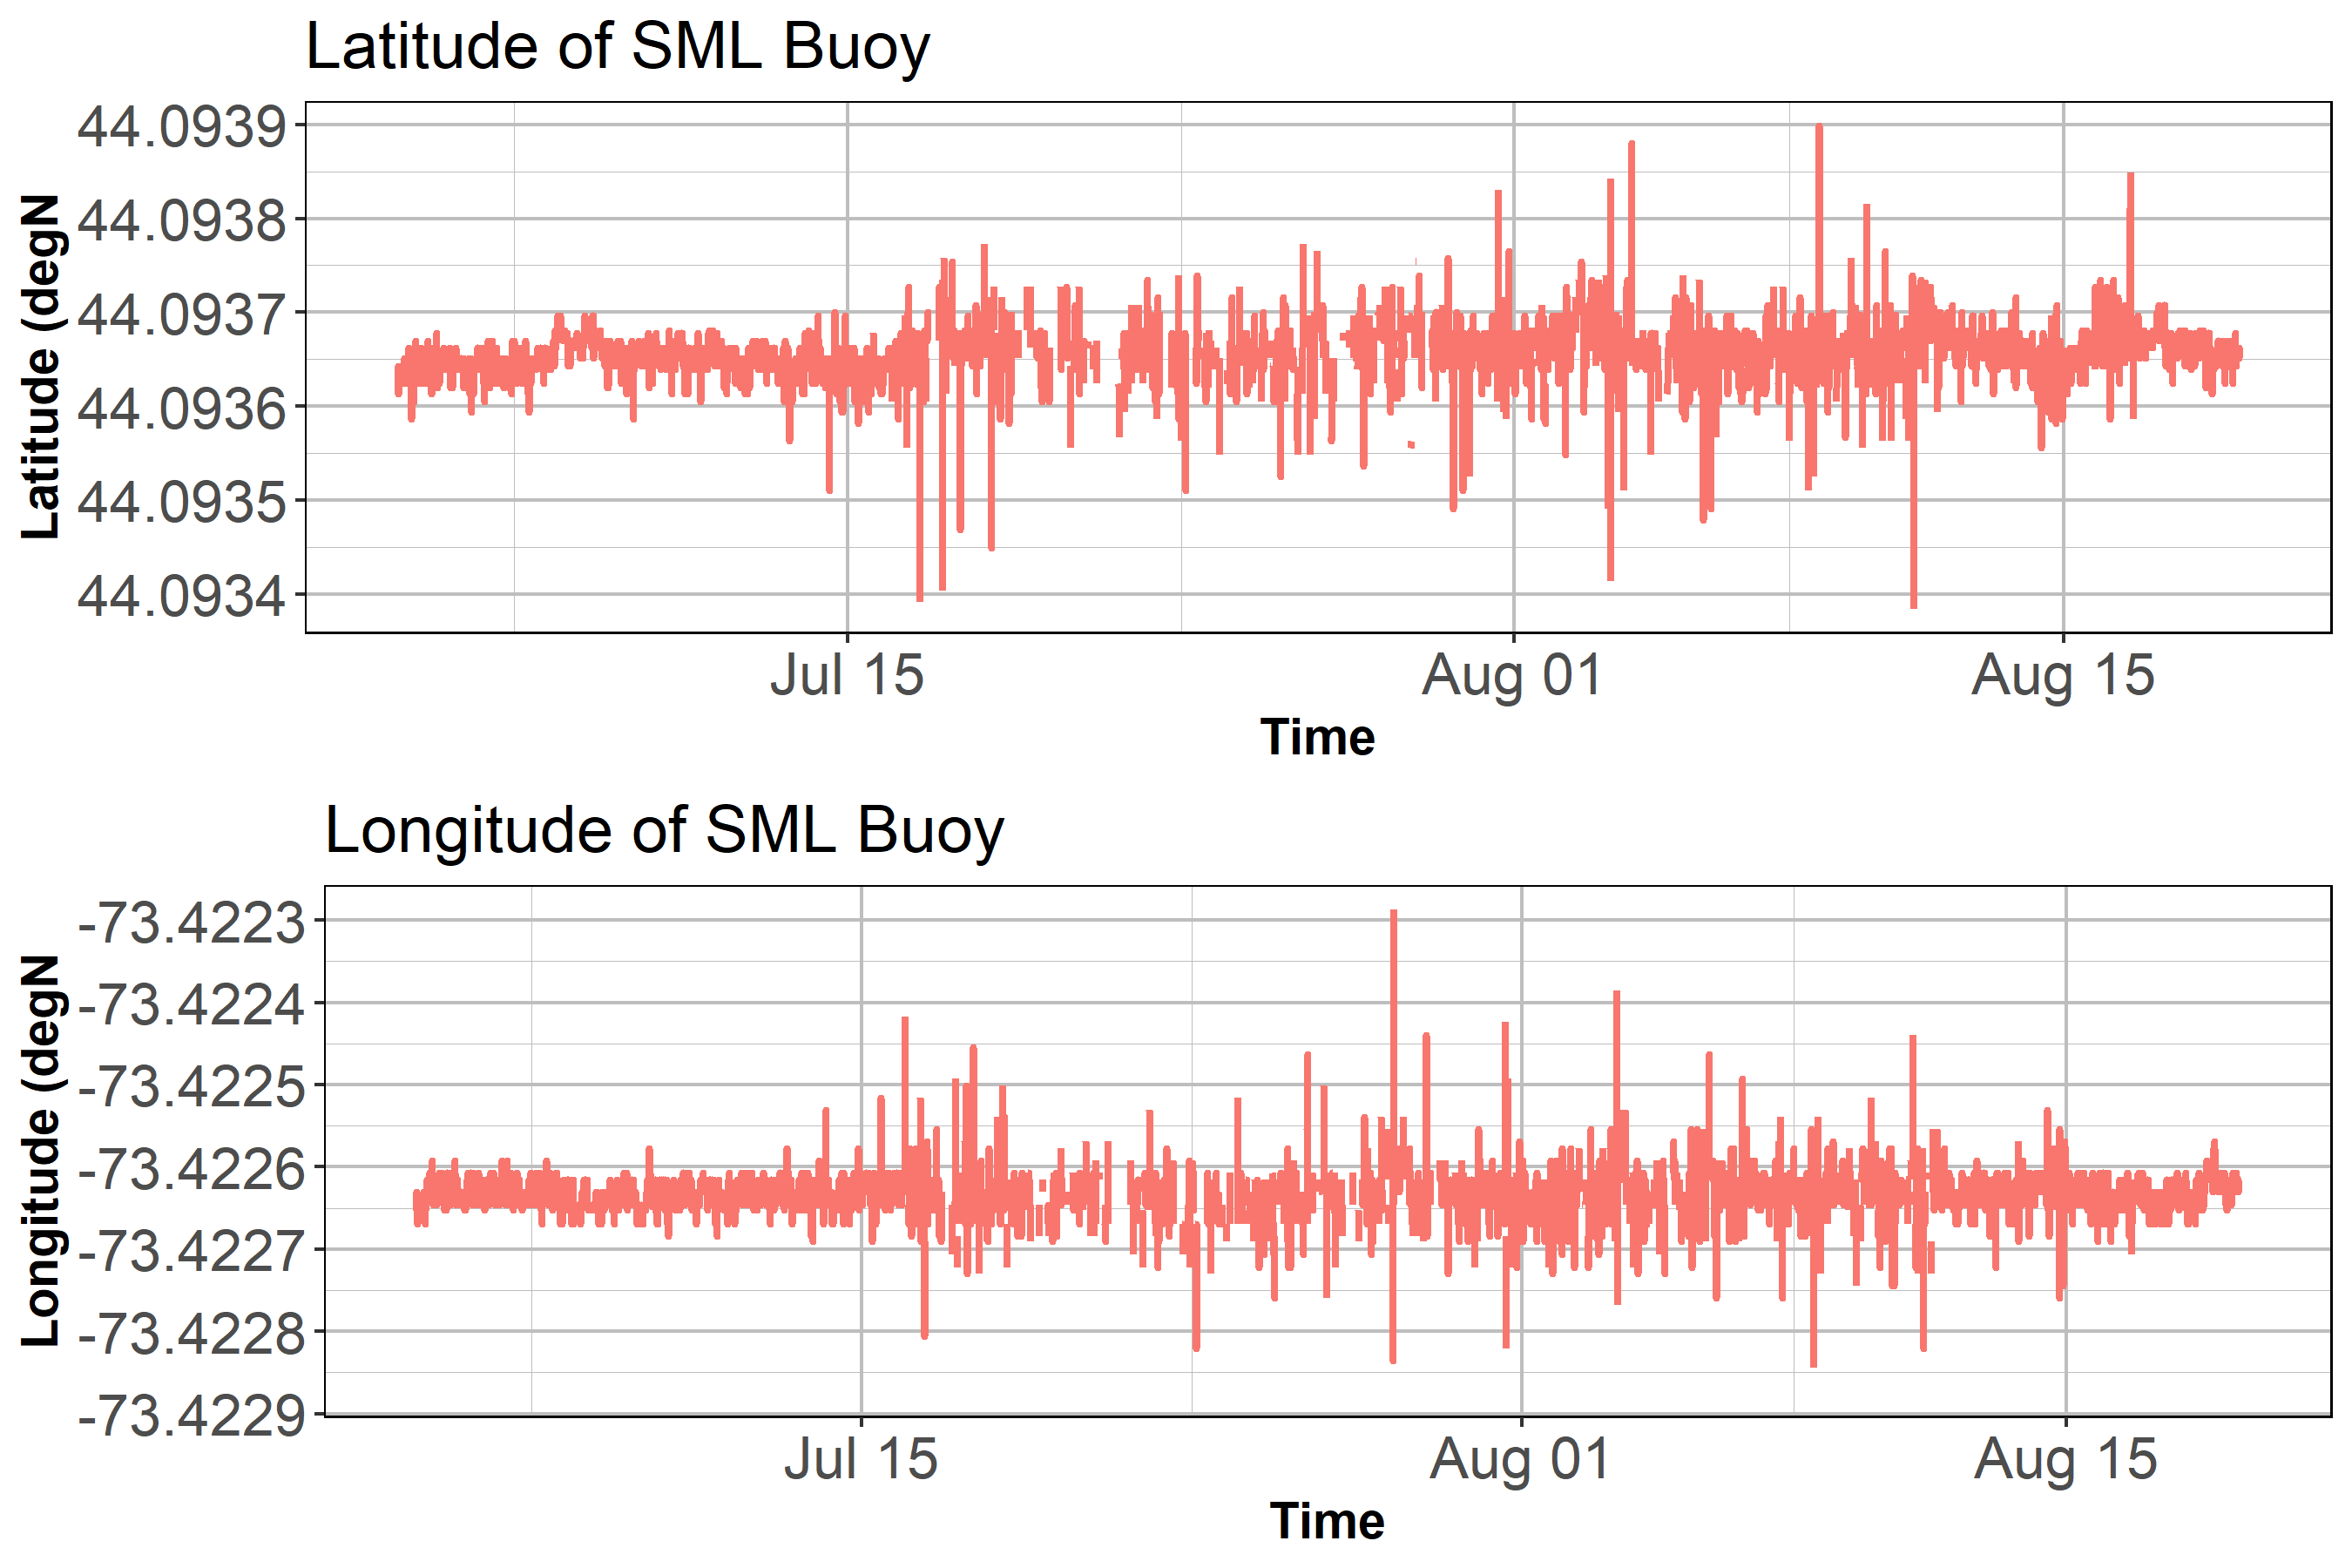 Latitude of SML Buoy
Latitude (degN
44.0939
44.0938
44.0937
44.0936
44.0935
44.0934
Jul 15
Aug 01
Aug 15
Time
Longitude of SML Buoy
Longitude (degN
-73.4223
-73.4224
-73.4225
-73.4226
-73.4227
-73.4228
-73.4229
Jul 15
Aug 01
Aug 15
Time